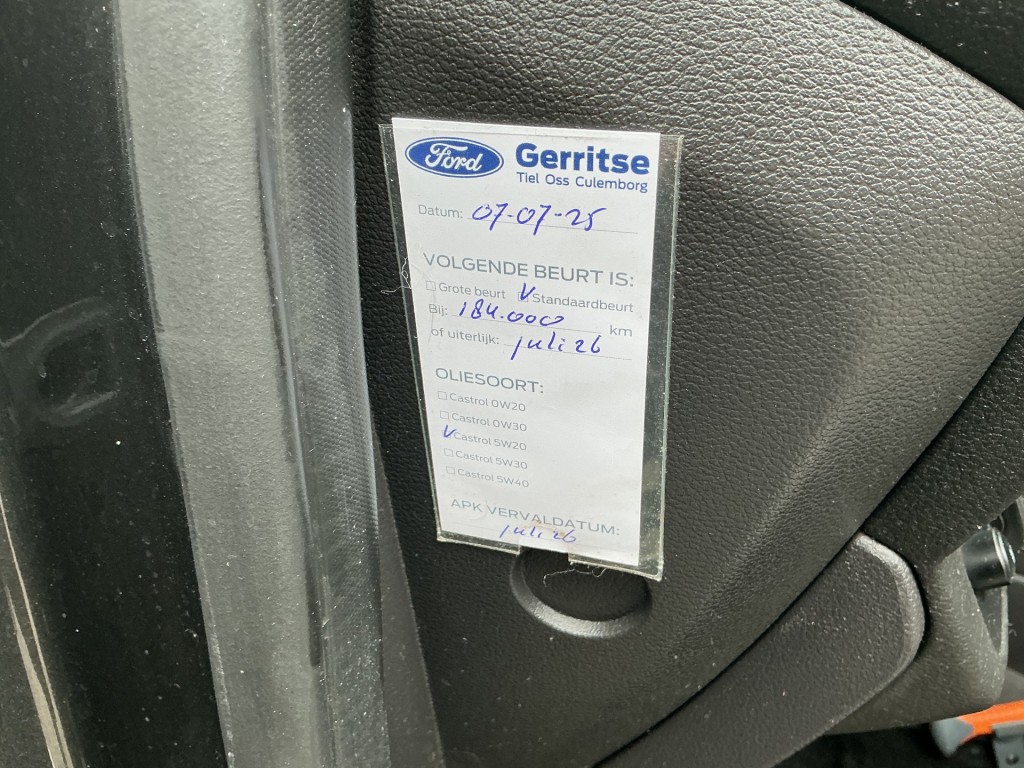 Ford Gerritse
Tiel Oss Culemborg
Datum: 07-07-25
VOLGENDE BEURT IS:
Grote beurt V Standaardbeurt
Bij: 184.000 km
of uiterlijk: juli 26
OLIESOORT:
Castrol 0W20
Castrol 0W30
V Castrol 5W20
Castrol 5W30
Castrol 5W40
APK VERVALDATUM:
juli 26